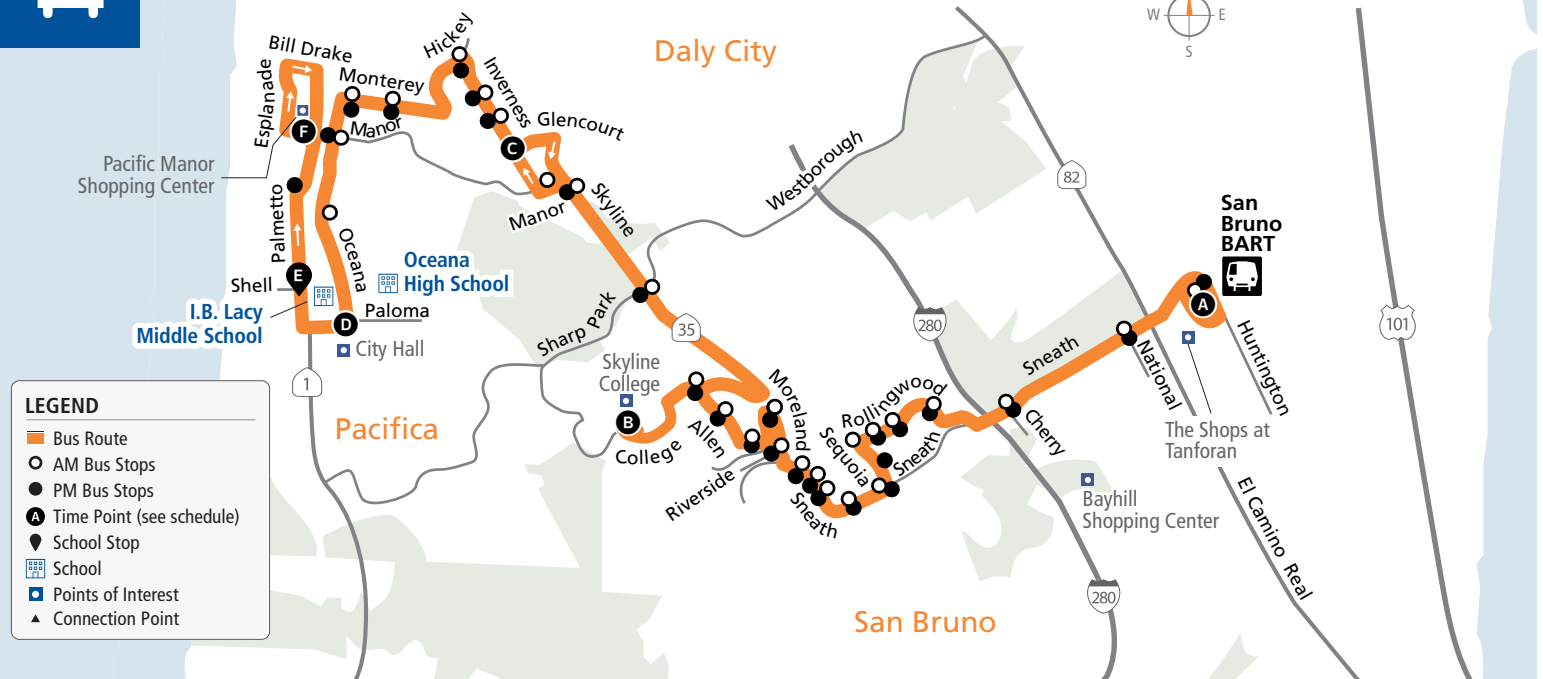 W
E
S
Daly City
Bill Drake
Esplanade
Monterey
Hickey
Inverness
Glencourt
Manor
F
C
Pacific Manor
Shopping Center
Palmetto
Oceana
Manor
Skyline
Westborough
82
San
Bruno
BART
Oceana
High School
Shell
E
I.B. Lacy
Middle School
D
Paloma
City Hall
1
Sharp Park
35
280
101
A
Huntington
National
Sneath
Skyline
College
B
College
Allen
Moreland
Riverside
Rollingwood
Sequoia
Sneath
Sneath
Cherry
The Shops at
Tanforan
Bayhill
Shopping Center
El Camino Real
280
Pacifica
San Bruno
LEGEND
Bus Route
AM Bus Stops
PM Bus Stops
A Time Point (see schedule)
School Stop
School
Points of Interest
Connection Point